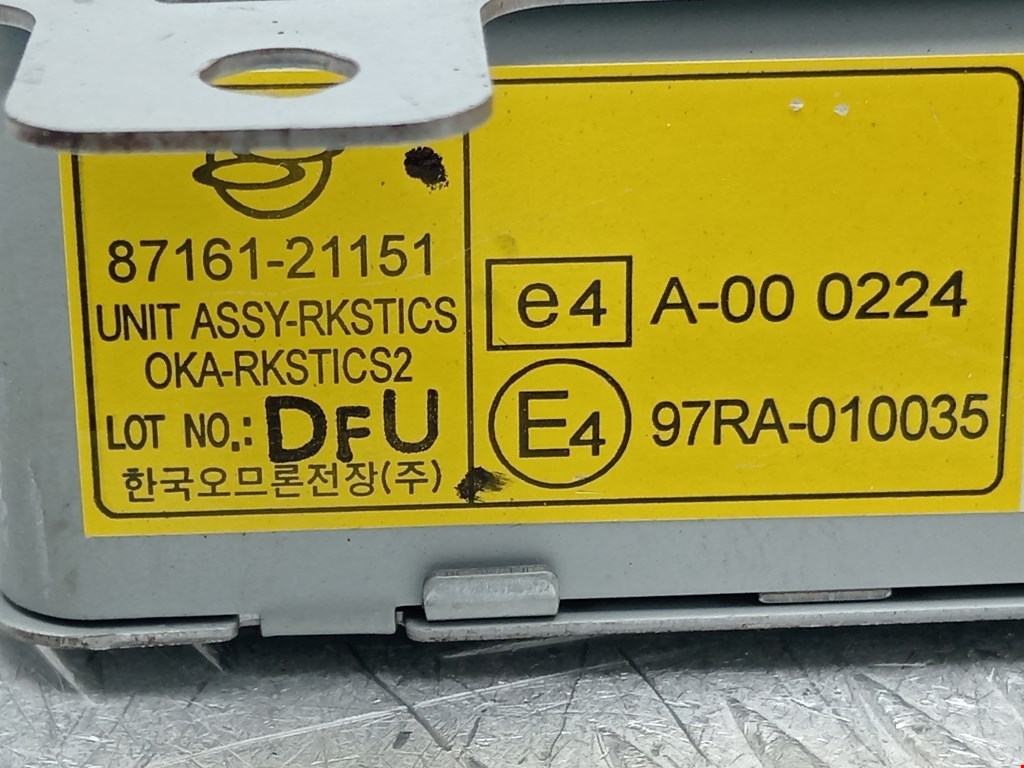 87161-21151
UNIT ASSY-RKSTICS
OKA-RKSTICS2
LOT NO.: DFU
한국오므론전장(주)
e4 A-00 0224
E4 97RA-010035